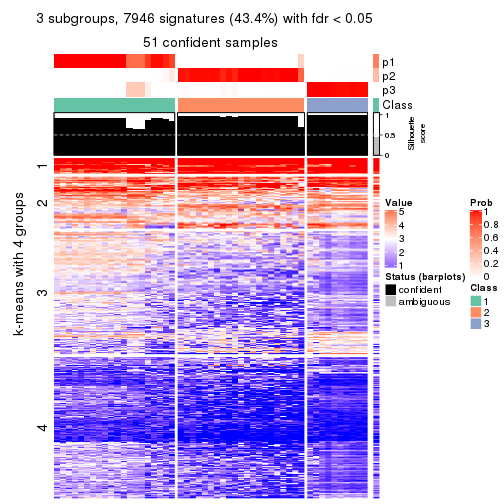 3 subgroups, 7946 signatures (43.4%) with fdr < 0.05
51 confident samples
p1
p2
p3
Class
1
0.5
0
Silhouette
score
k-means with 4 groups
1
2
3
4
Value
5
4
3
2
1
Status (barplots)
confident
ambiguous
Prob
1
0.8
0.6
0.4
0.2
0
Class
1
2
3